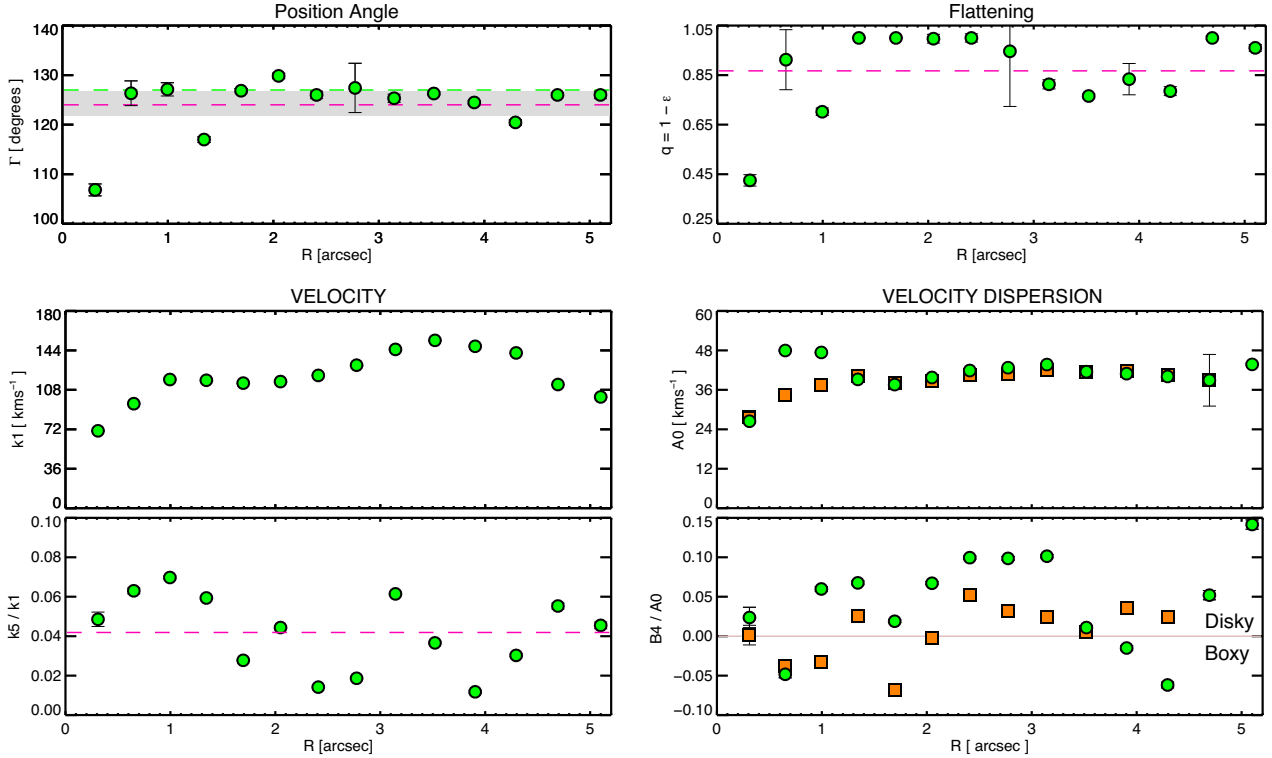 Position Angle
140
130
120
110
100
Γ [ degrees ]
0 1 2 3 4 5
R [arcsec]
Flattening
1.05
0.85
0.65
0.45
0.25
q = 1 − ε
0 1 2 3 4 5
R [arcsec]
VELOCITY
180
144
108
72
36
0
k1 [ kms⁻¹ ]
0.10
0.08
0.06
0.04
0.02
0.00
k5 / k1
0 1 2 3 4 5
R [arcsec]
VELOCITY DISPERSION
60
48
36
24
12
0
A0 [ kms⁻¹ ]
0.15
0.10
0.05
0.00
−0.05
−0.10
B4 / A0
Disky
Boxy
0 1 2 3 4 5
R [ arcsec ]